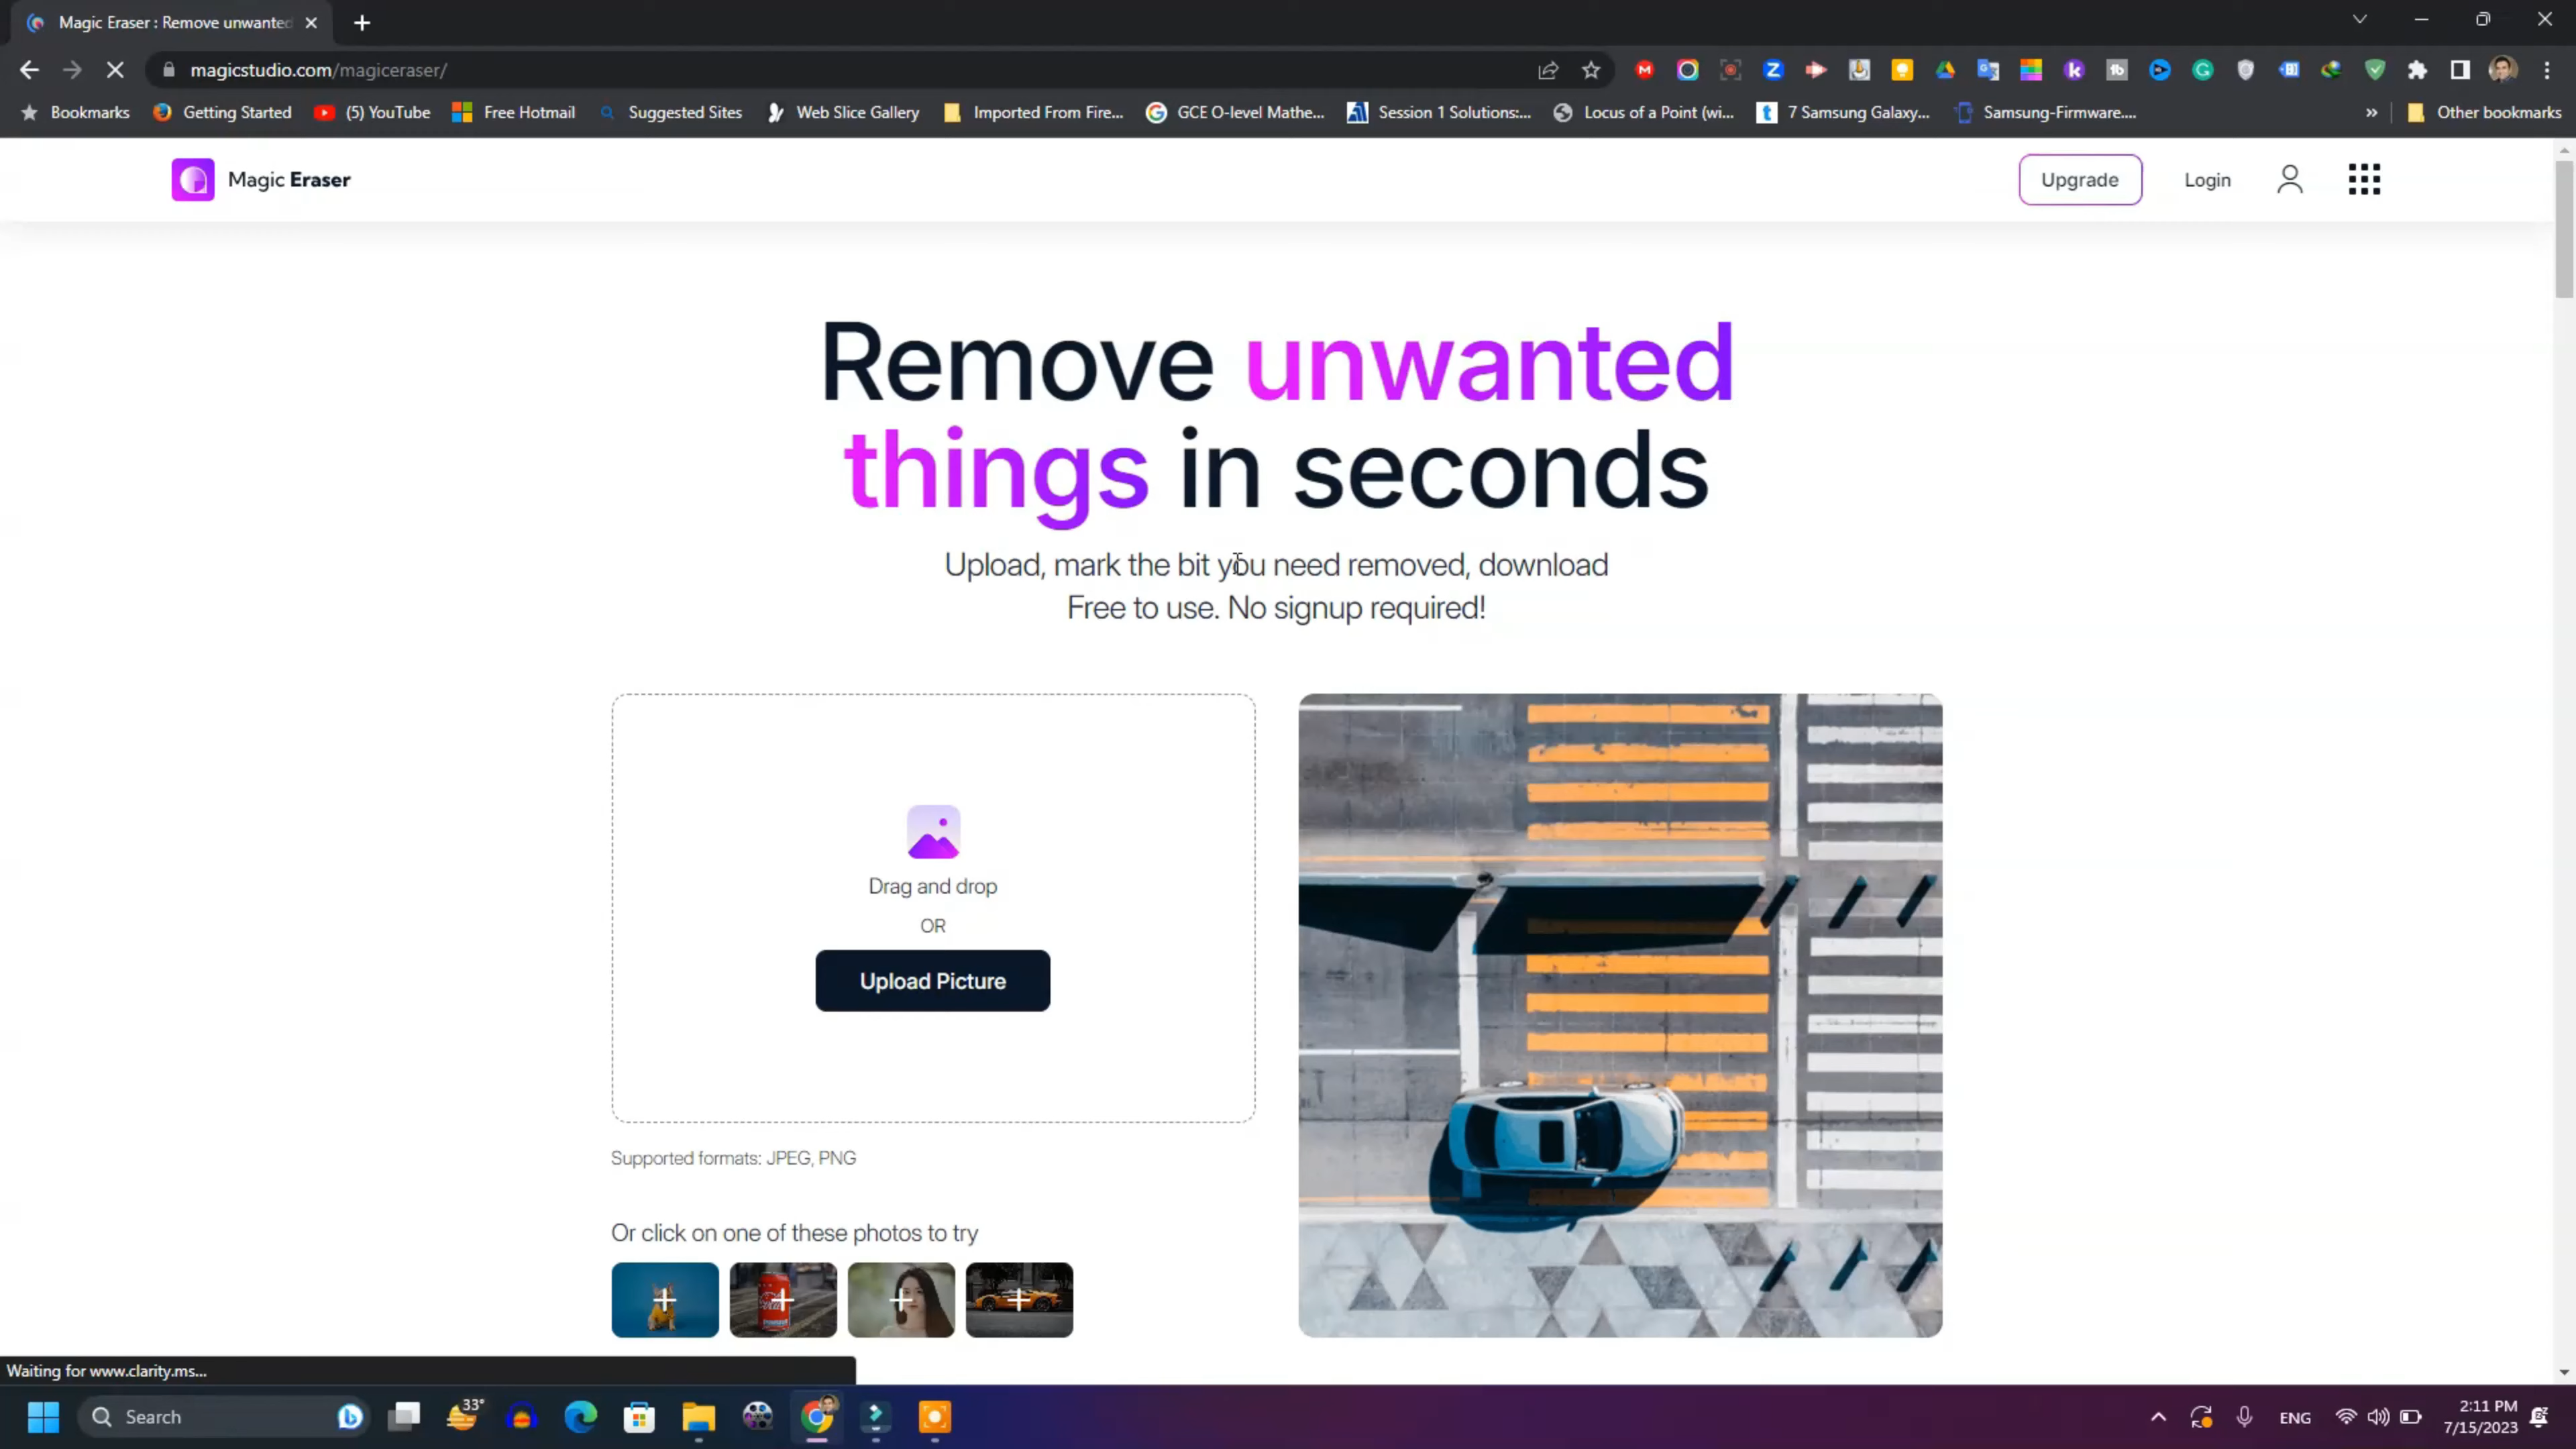 Magic Eraser : Remove unwanted
magicstudio.com/magiceraser/
Bookmarks
Getting Started
(5) YouTube
Free Hotmail
Suggested Sites
Web Slice Gallery
Imported From Fire...
GCE O-level Mathe...
Session 1 Solutions:...
Locus of a Point (wi...
7 Samsung Galaxy...
Samsung-Firmware....
»
Other bookmarks
Magic Eraser
Upgrade
Login
Remove unwanted
things in seconds
Upload, mark the bit you need removed, download
Free to use. No signup required!
Drag and drop
OR
Upload Picture
Supported formats: JPEG, PNG
Or click on one of these photos to try
Waiting for www.clarity.ms...
Search
33°
ENG
2:11 PM
7/15/2023